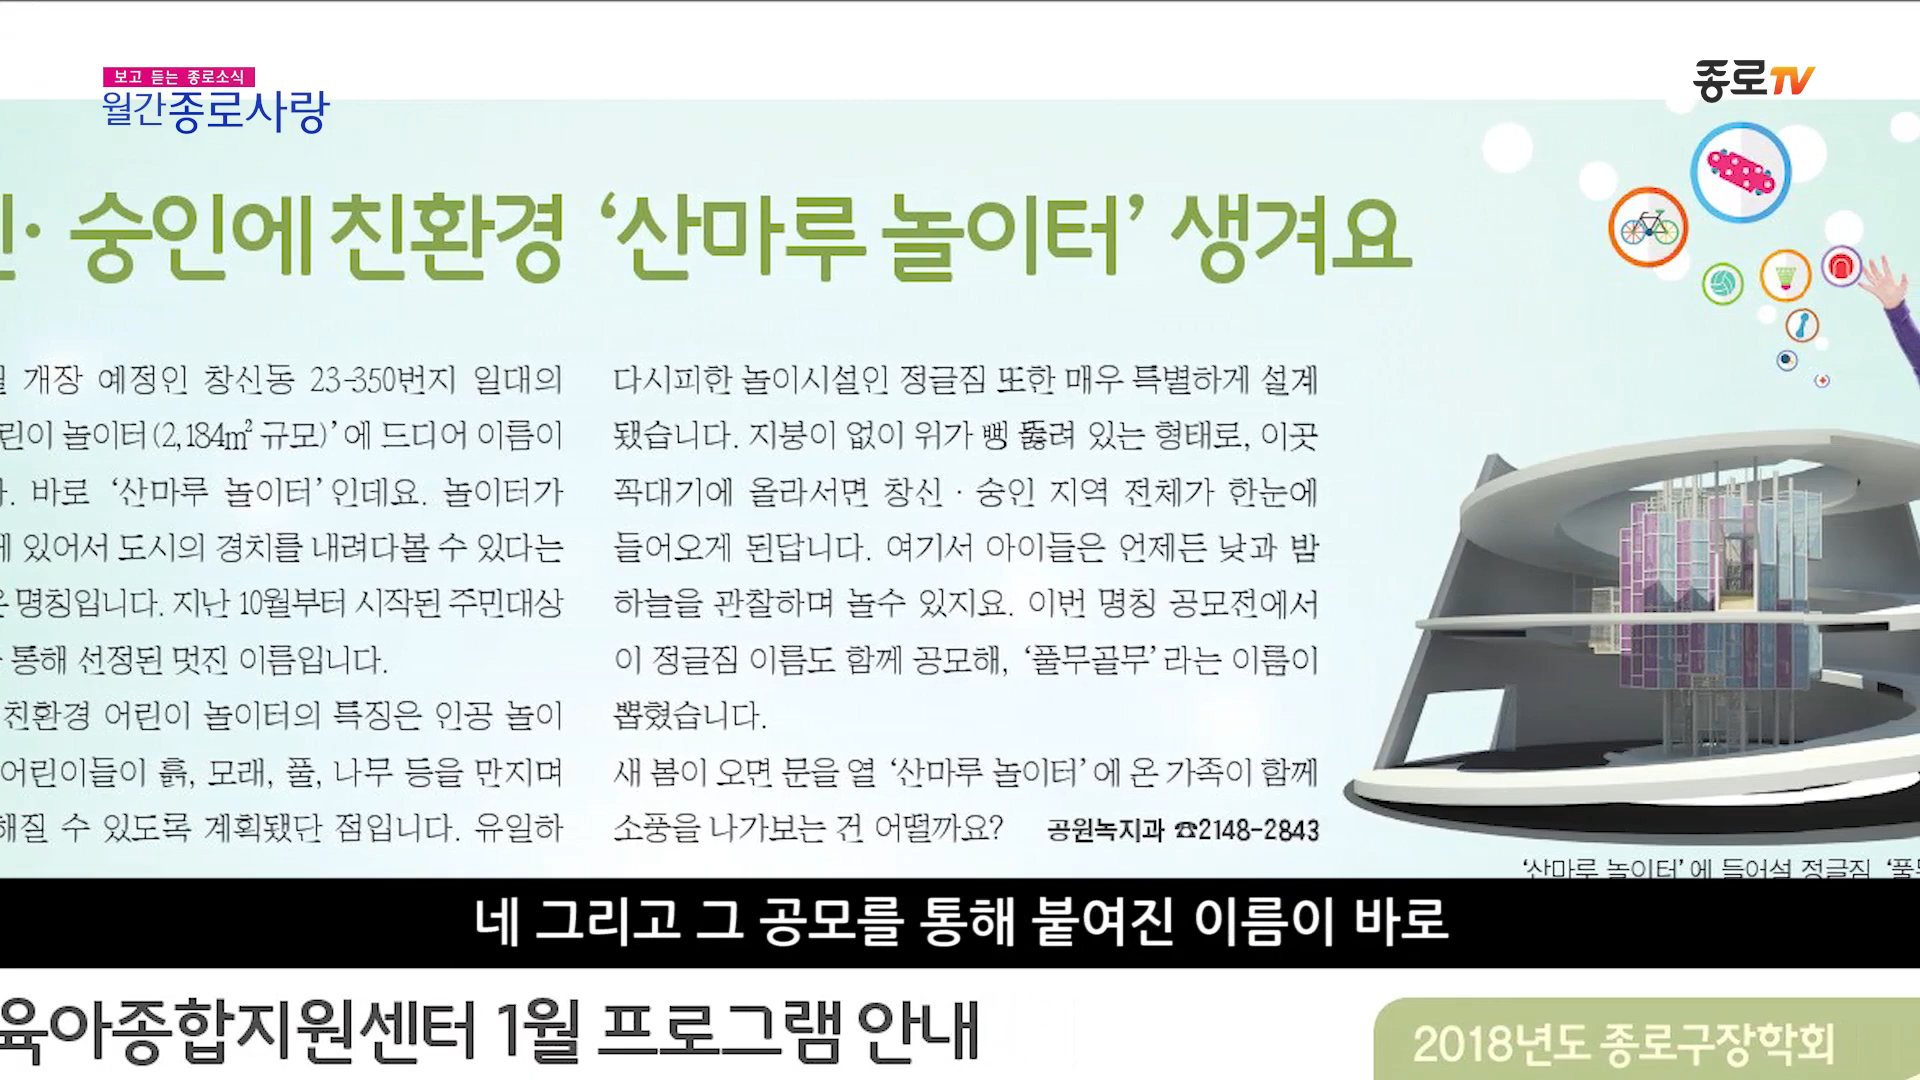 보고 듣는 종로소식
월간종로사랑
종로TV
· 숭인에 친환경 ‘산마루 놀이터’ 생겨요
개장 예정인 창신동 23-350번지 일대의
린이 놀이터(2,184㎡ 규모)’에 드디어 이름이
. 바로 ‘산마루 놀이터’인데요. 놀이터가
있어서 도시의 경치를 내려다볼 수 있다는
명칭입니다. 지난 10월부터 시작된 주민대상
통해 선정된 멋진 이름입니다.
친환경 어린이 놀이터의 특징은 인공 놀이
어린이들이 흙, 모래, 풀, 나무 등을 만지며
해질 수 있도록 계획됐단 점입니다. 유일하
다시피한 놀이시설인 정글짐 또한 매우 특별하게 설계
됐습니다. 지붕이 없이 위가 뻥 뚫려 있는 형태로, 이곳
꼭대기에 올라서면 창신 · 숭인 지역 전체가 한눈에
들어오게 된답니다. 여기서 아이들은 언제든 낮과 밤
하늘을 관찰하며 놀수 있지요. 이번 명칭 공모전에서
이 정글짐 이름도 함께 공모해, ‘풀무골무’라는 이름이
뽑혔습니다.
새 봄이 오면 문을 열 ‘산마루 놀이터’에 온 가족이 함께
소풍을 나가보는 건 어떨까요? 공원녹지과 ☎2148-2843
‘산마루 놀이터’에 들어설 정글짐 ‘풀무
네 그리고 그 공모를 통해 붙여진 이름이 바로
육아종합지원센터 1월 프로그램 안내
2018년도 종로구장학회